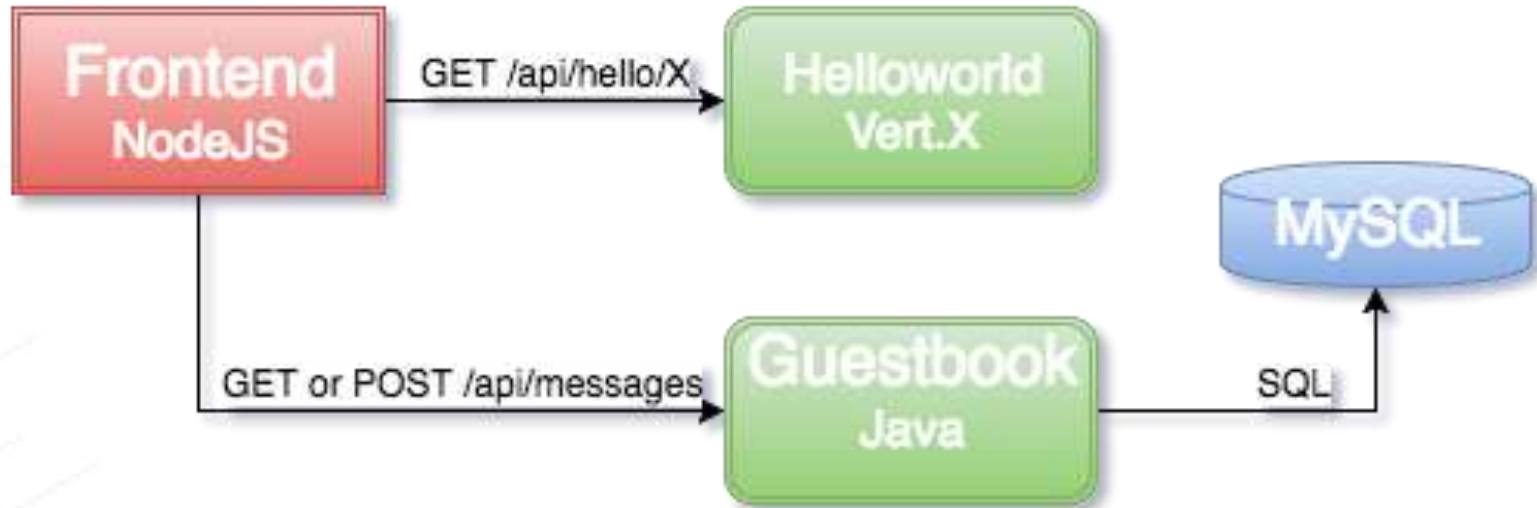 Frontend
NodeJS
GET /api/hello/X
Helloworld
Vert.X
MySQL
GET or POST /api/messages
Guestbook
Java
SQL